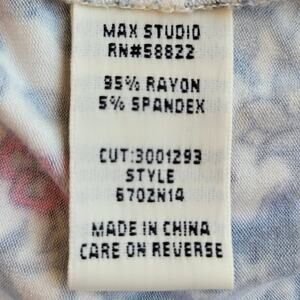 MAX STUDIO
RN#58822
95% RAYON
5% SPANDEX
CUT:3001293
STYLE
6702N14
MADE IN CHINA
CARE ON REVERSE